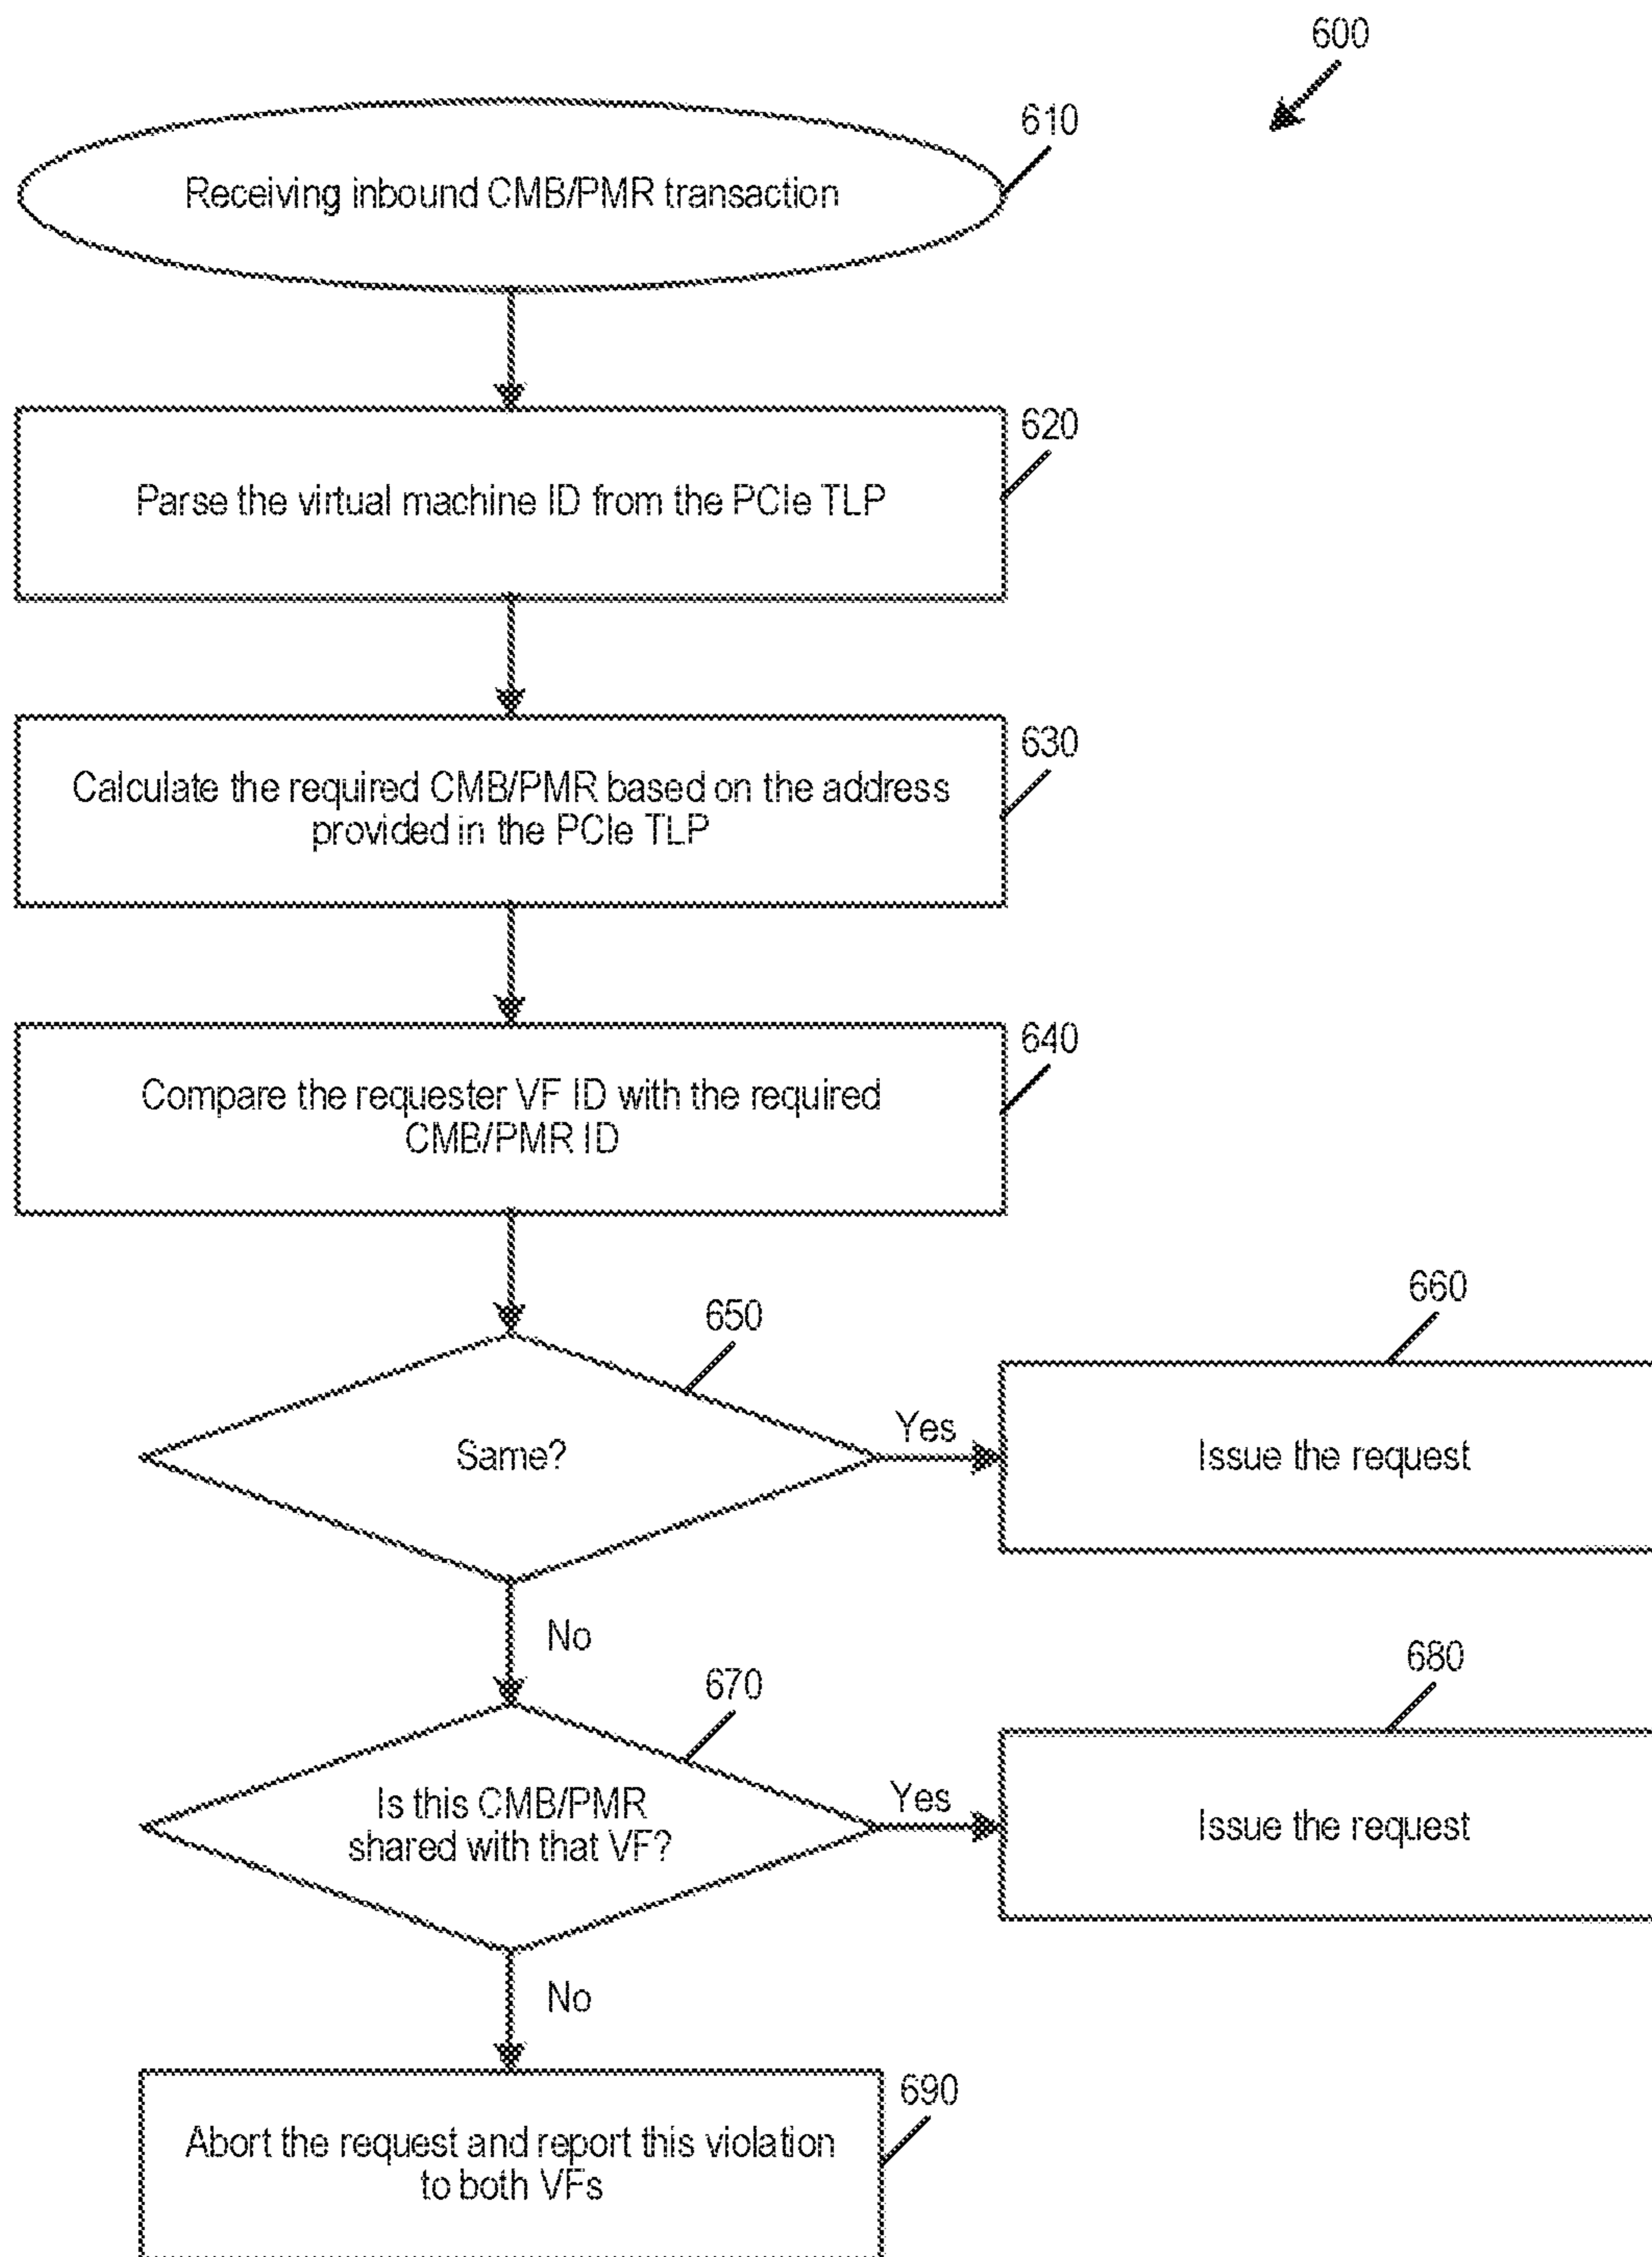 600
610
Receiving inbound CMB/PMR transaction
620
Parse the virtual machine ID from the PCIe TLP
630
Calculate the required CMB/PMR based on the address
provided in the PCIe TLP
640
Compare the requester VF ID with the required
CMB/PMR ID
650
660
Same?
Yes
Issue the request
No
670
680
Is this CMB/PMR
shared with that VF?
Yes
Issue the request
No
690
Abort the request and report this violation
to both VFs